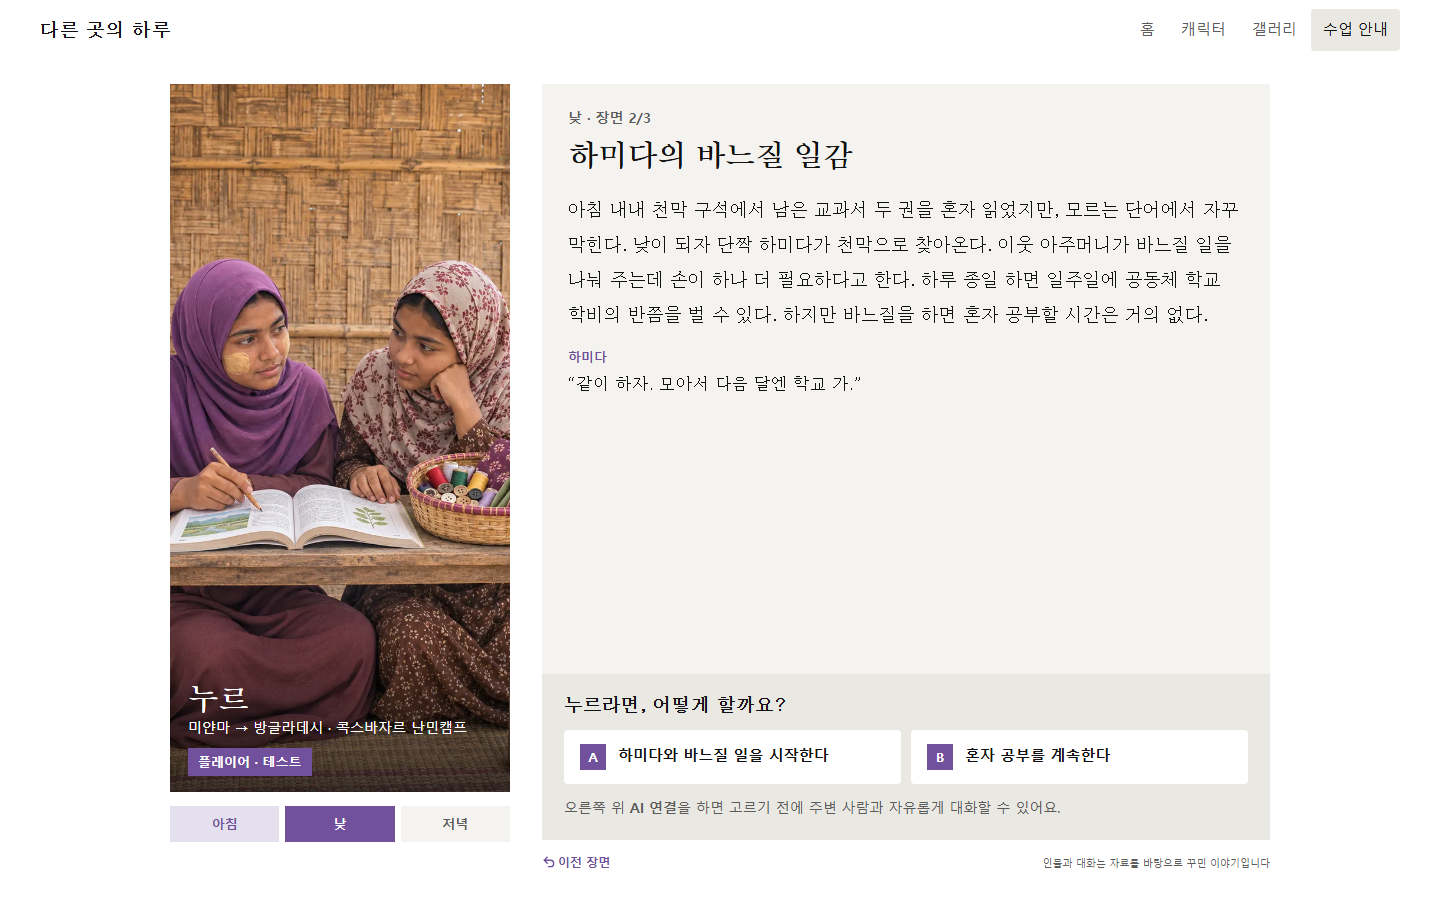 다른 곳의 하루
홈 캐릭터 갤러리 수업 안내
누르
미얀마 → 방글라데시 · 콕스바자르 난민캠프
플레이어 · 테스트
아침 낮 저녁
낮 · 장면 2/3
하미다의 바느질 일감
아침 내내 천막 구석에서 남은 교과서 두 권을 혼자 읽었지만, 모르는 단어에서 자꾸
막힌다. 낮이 되자 단짝 하미다가 천막으로 찾아온다. 이웃 아주머니가 바느질 일을
나눠 주는데 손이 하나 더 필요하다고 한다. 하루 종일 하면 일주일에 공동체 학교
학비의 반쯤을 벌 수 있다. 하지만 바느질을 하면 혼자 공부할 시간은 거의 없다.
하미다
“같이 하자. 모아서 다음 달엔 학교 가.”
누르라면, 어떻게 할까요?
A 하미다와 바느질 일을 시작한다
B 혼자 공부를 계속한다
오른쪽 위 AI 연결을 하면 고르기 전에 주변 사람과 자유롭게 대화할 수 있어요.
이전 장면
인물과 대화는 자료를 바탕으로 꾸민 이야기입니다